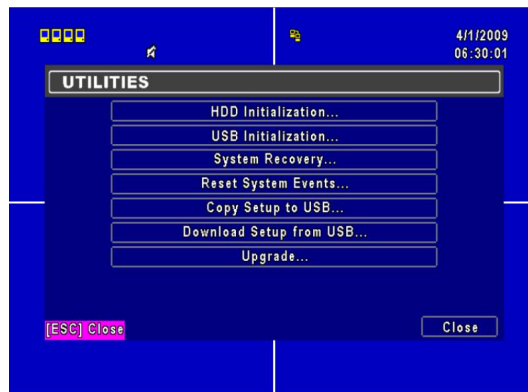 4/1/2009
06:30:01
UTILITIES
HDD Initialization...
USB Initialization...
System Recovery...
Reset System Events...
Copy Setup to USB...
Download Setup from USB...
Upgrade...
[ESC] Close
Close